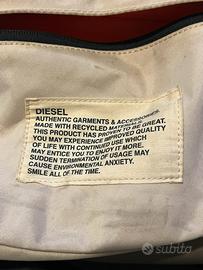 DIESEL
AUTHENTIC GARMENTS & ACCESSORIES.
MADE WITH RECYCLED MATERIAL
THIS PRODUCT HAS PROVEN TO BE GREAT.
YOU MAY EXPERIENCE IMPROVED QUALITY
OF LIFE WITH CONTINUED USE WHICH
MAY ENTICE YOU TO ENJOY IT MORE.
SUDDEN TERMINATION OF USAGE MAY
CAUSE ENVIRONMENTAL ANXIETY.
SMILE ALL OF THE TIME.
subito